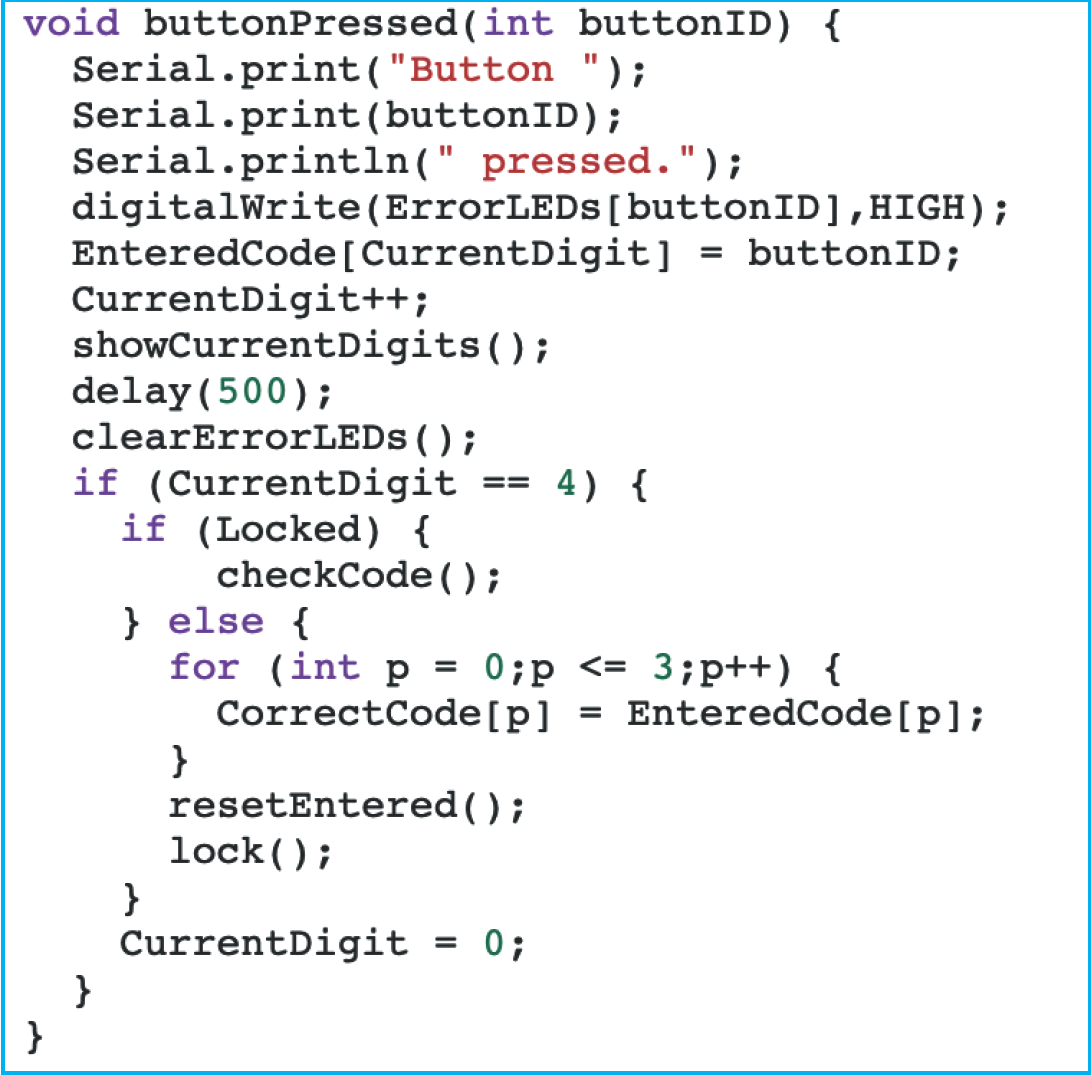 void buttonPressed(int buttonID) {
  Serial.print("Button ");
  Serial.print(buttonID);
  Serial.println(" pressed.");
  digitalWrite(ErrorLEDs[buttonID],HIGH);
  EnteredCode[CurrentDigit] = buttonID;
  CurrentDigit++;
  showCurrentDigits();
  delay(500);
  clearErrorLEDs();
  if (CurrentDigit == 4) {
    if (Locked) {
        checkCode();
    } else {
      for (int p = 0;p <= 3;p++) {
        CorrectCode[p] = EnteredCode[p];
      }
      resetEntered();
      lock();
    }
    CurrentDigit = 0;
  }
}